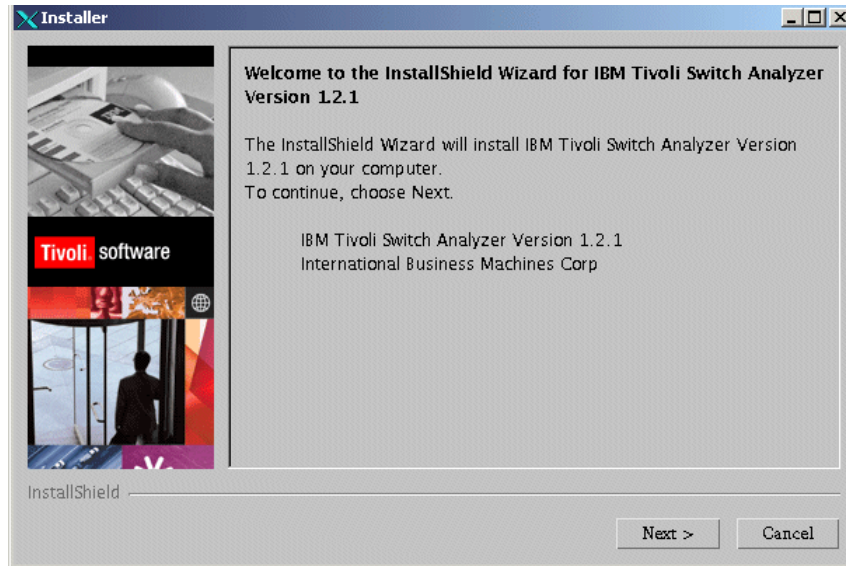 Installer
Welcome to the InstallShield Wizard for IBM Tivoli Switch Analyzer
Version 1.2.1
The InstallShield Wizard will install IBM Tivoli Switch Analyzer Version
1.2.1 on your computer.
To continue, choose Next.
IBM Tivoli Switch Analyzer Version 1.2.1
International Business Machines Corp
Tivoli. software
InstallShield
Next >
Cancel